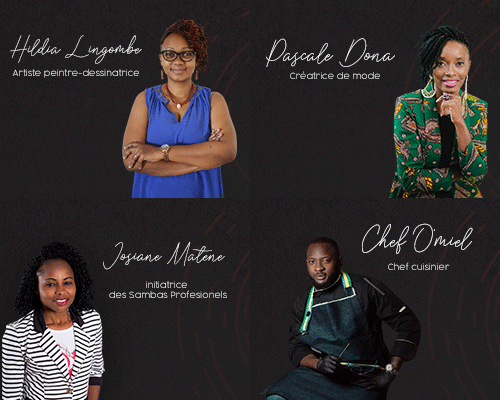 Hildia Lingombe
Artiste peintre-dessinatrice
Pascale Dona
Créatrice de mode
Josiane Matene
initiatrice
des Sambas Profesionels
Chef O'miel
Chef cuisinier